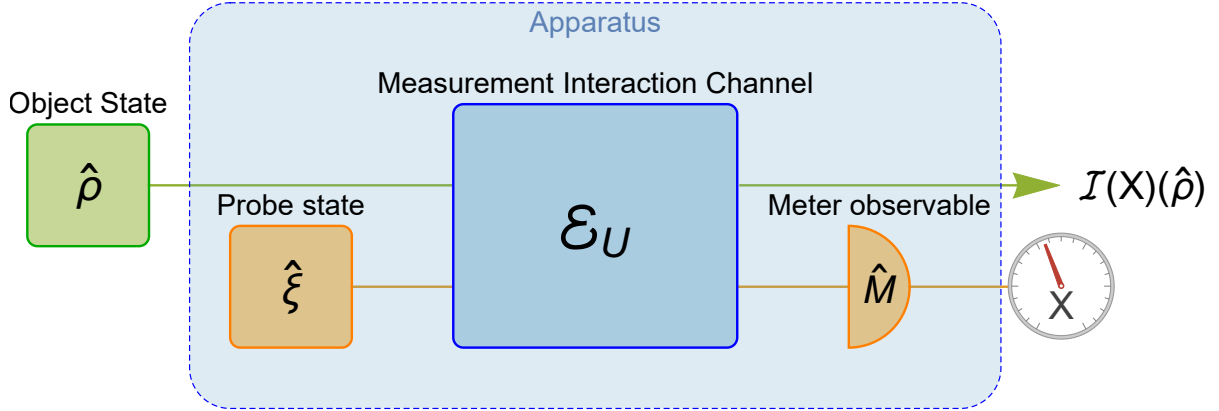 Apparatus
Measurement Interaction Channel
Object State
ρ̂
Probe state
ξ̂
ℰ_U
Meter observable
M̂
ℐ(X)(ρ̂)
X